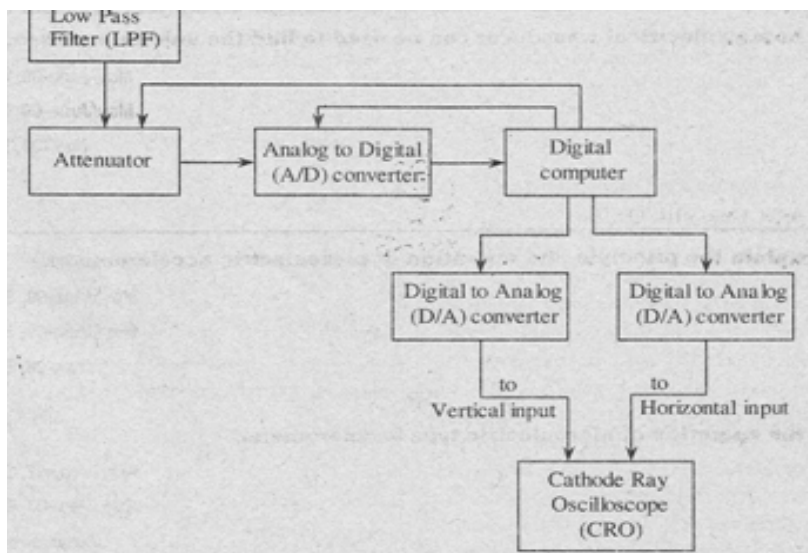 Low Pass
Filter (LPF)
Attenuator
Analog to Digital
(A/D) converter
Digital
computer
Digital to Analog
(D/A) converter
Digital to Analog
(D/A) converter
to
Vertical input
to
Horizontal input
Cathode Ray
Oscilloscope
(CRO)